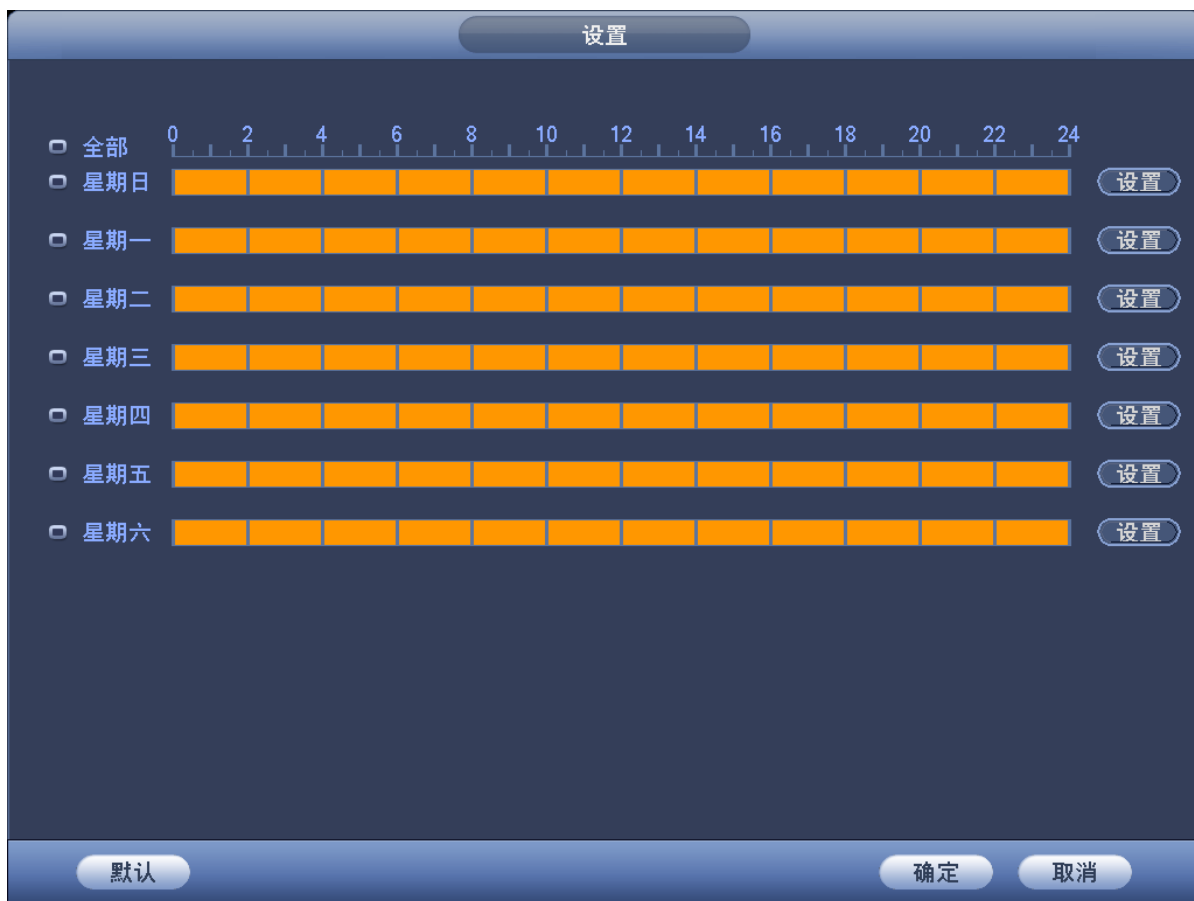 设置
全部 0 2 4 6 8 10 12 14 16 18 20 22 24
星期日 设置
星期一 设置
星期二 设置
星期三 设置
星期四 设置
星期五 设置
星期六 设置
默认 确定 取消